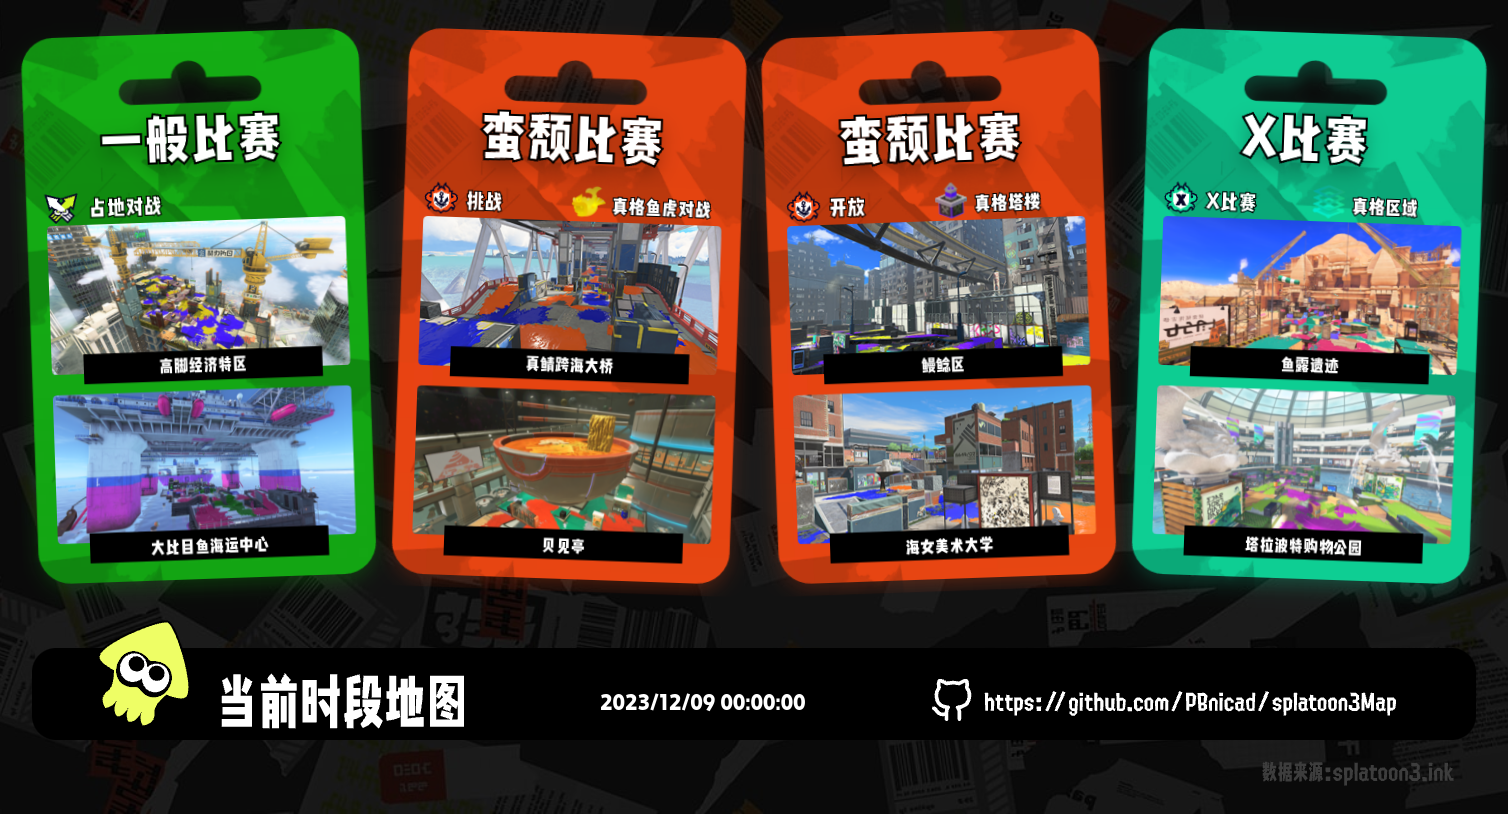 一般比赛
占地对战
高脚经济特区
大比目鱼海运中心
蛮颓比赛
挑战
真格鱼虎对战
真鲭跨海大桥
贝见亭
蛮颓比赛
开放
真格塔楼
鳗鲶区
海女美术大学
X比赛
X比赛
真格区域
鱼露遗迹
塔拉波特购物公园
当前时段地图
2023/12/09 00:00:00
https://github.com/PBnicad/splatoon3Map
数据来源:splatoon3.ink